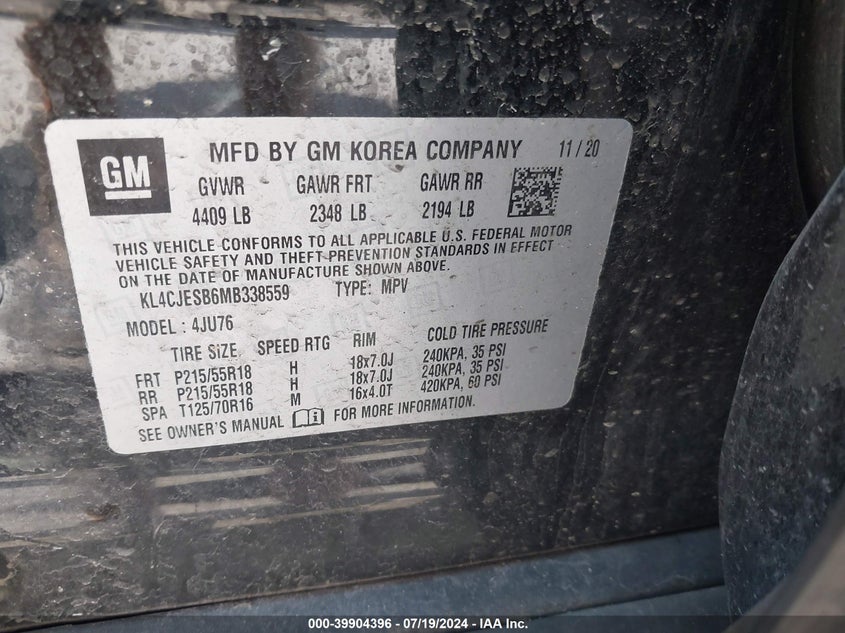 GM
MFD BY GM KOREA COMPANY 11 / 20
GVWR GAWR FRT GAWR RR
4409 LB 2348 LB 2194 LB
THIS VEHICLE CONFORMS TO ALL APPLICABLE U.S. FEDERAL MOTOR
VEHICLE SAFETY AND THEFT PREVENTION STANDARDS IN EFFECT
ON THE DATE OF MANUFACTURE SHOWN ABOVE.
KL4CJESB6MB338559 TYPE: MPV
MODEL : 4JU76
TIRE SIZE SPEED RTG RIM COLD TIRE PRESSURE
FRT P215/55R18 H 18x7.0J 240KPA, 35 PSI
RR P215/55R18 H 18x7.0J 240KPA, 35 PSI
SPA T125/70R16 M 16x4.0T 420KPA, 60 PSI
SEE OWNER'S MANUAL FOR MORE INFORMATION.
000-39904396 - 07/19/2024 - IAA Inc.